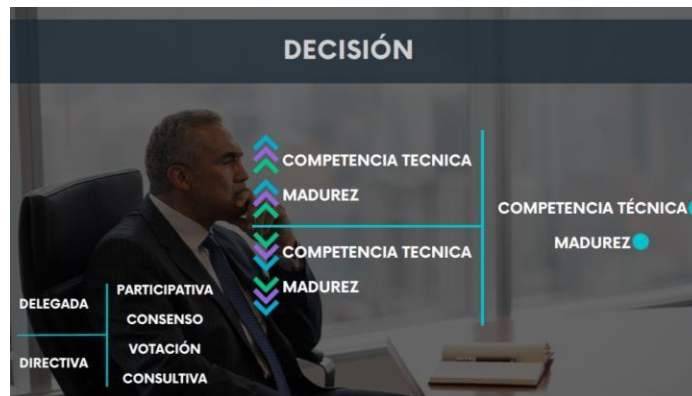 DECISIÓN
COMPETENCIA TECNICA
MADUREZ
COMPETENCIA TECNICA
MADUREZ
COMPETENCIA TÉCNICA
MADUREZ
DELEGADA
DIRECTIVA
PARTICIPATIVA
CONSENSO
VOTACIÓN
CONSULTIVA